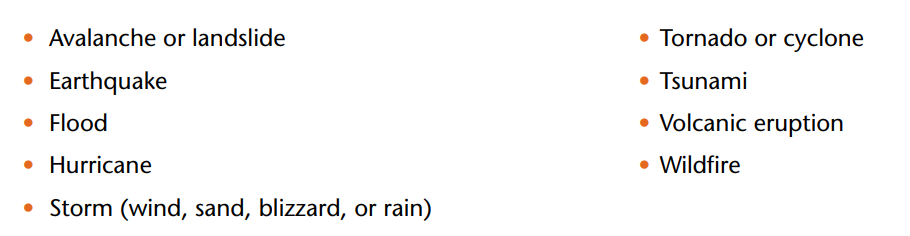 • Avalanche or landslide
• Earthquake
• Flood
• Hurricane
• Storm (wind, sand, blizzard, or rain)
• Tornado or cyclone
• Tsunami
• Volcanic eruption
• Wildfire